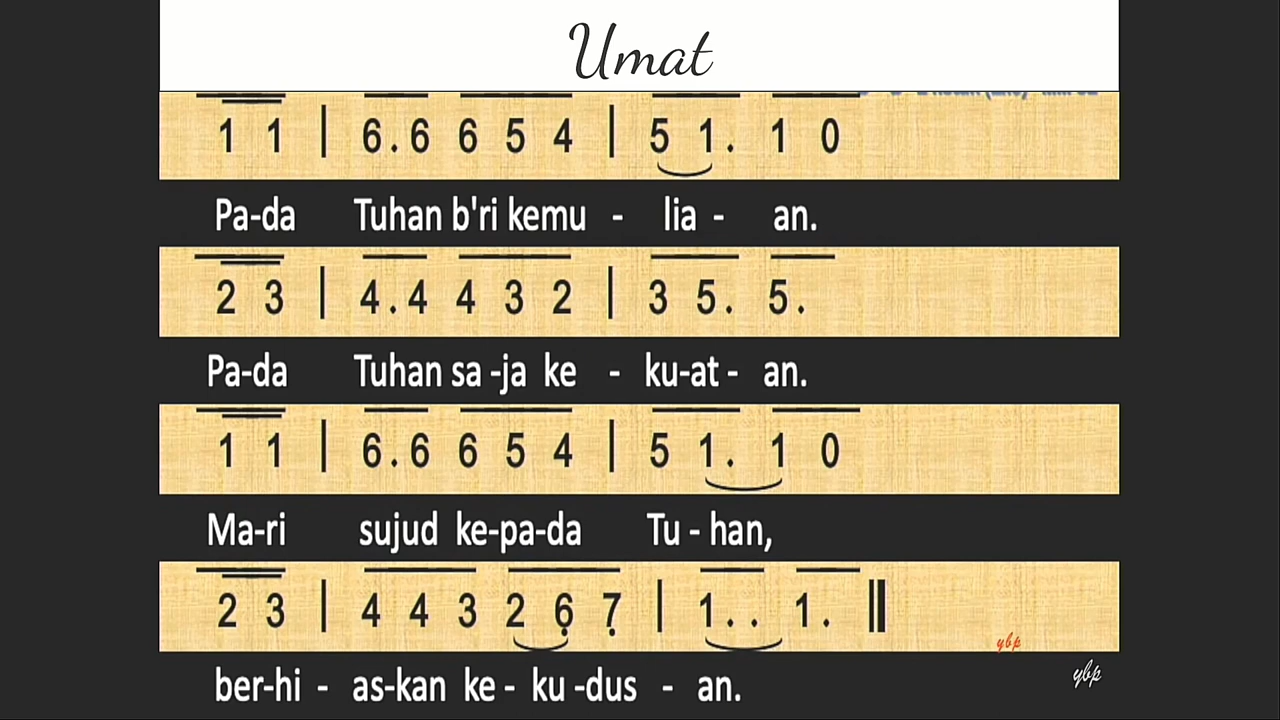 Umat
1 1 | 6 . 6 6 5 4 | 5 1 . 1 0
Pa-da Tuhan b'ri kemu - lia - an.
2 3 | 4 . 4 4 3 2 | 3 5 . 5 .
Pa-da Tuhan sa -ja ke - ku-at - an.
1 1 | 6 . 6 6 5 4 | 5 1 . 1 0
Ma-ri sujud ke-pa-da Tu - han,
2 3 | 4 4 3 2 6̣ 7̣ | 1 . . 1 . ||
ybp
ber-hi - as-kan ke - ku -dus - an.
ybp